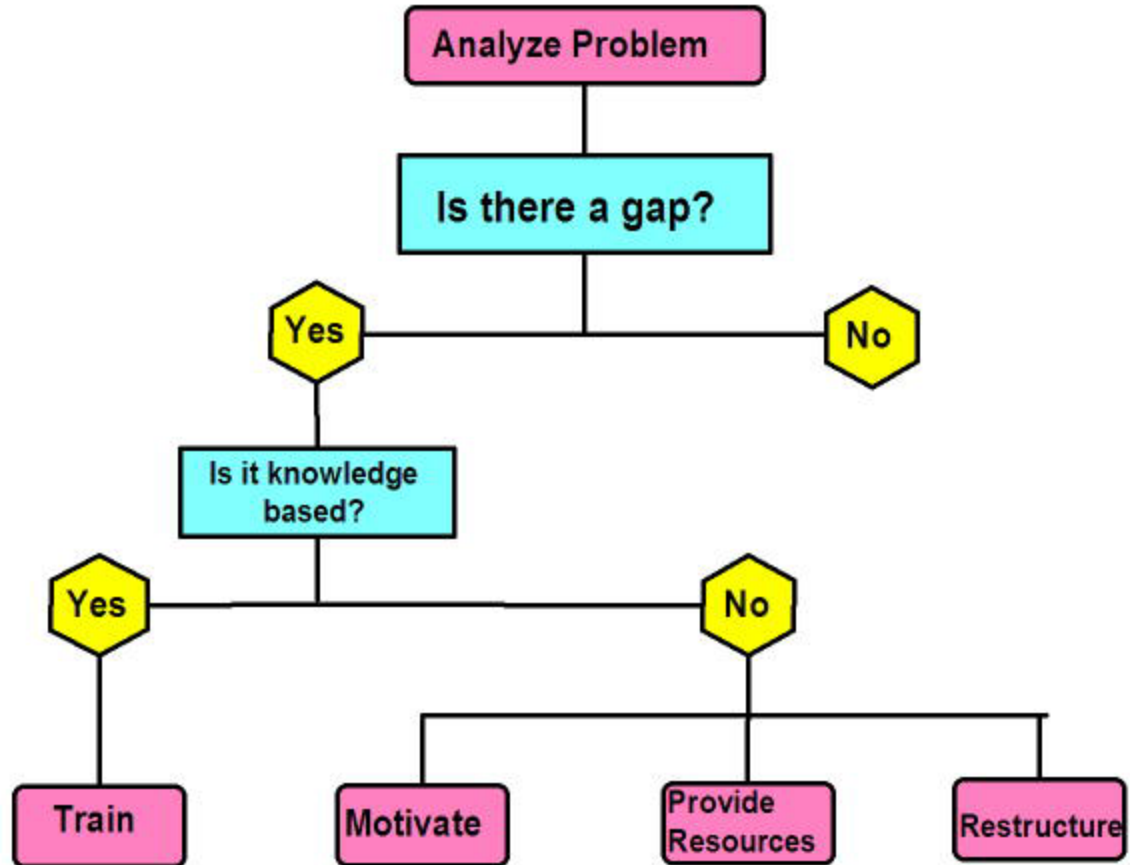 Analyze Problem
Is there a gap?
Yes
No
Is it knowledge
based?
Yes
No
Train
Motivate
Provide
Resources
Restructure